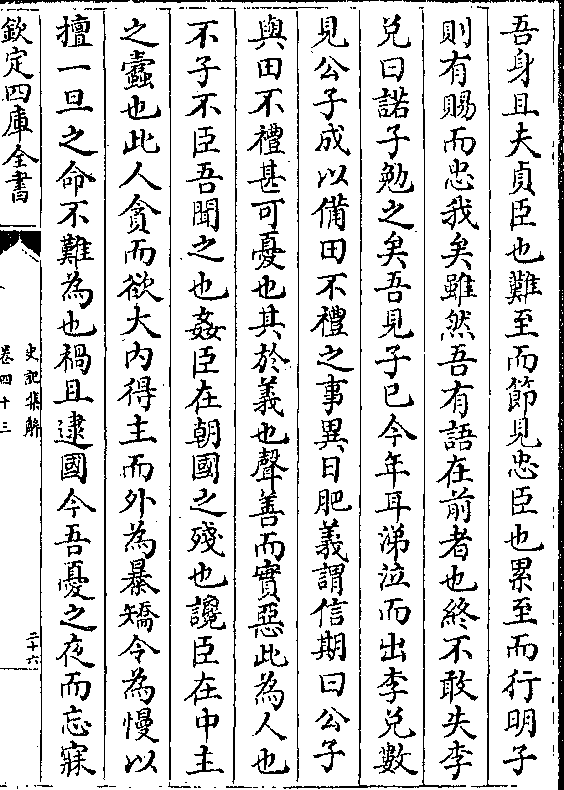 吾身且夫貞臣也難至而節見忠臣也累至而行明子
則有賜而忠我矣雖然吾有語在前者也終不敢失李
兌曰諾子勉之矣吾見子已今年耳涕泣而出李兌數
見公子成以備田不禮之事異日肥義謂信期曰公子
與田不禮甚可憂也其於義也聲善而實惡此為人也
不子不臣吾聞之也姦臣在朝國之殘也讒臣在中主
之蠧也此人貪而欲大内得主而外為暴矯令為慢以
擅一旦之命不難為也禍且逮國今吾憂之夜而忘寐
欽定四庫全書
史記集解
卷四十三
二十六